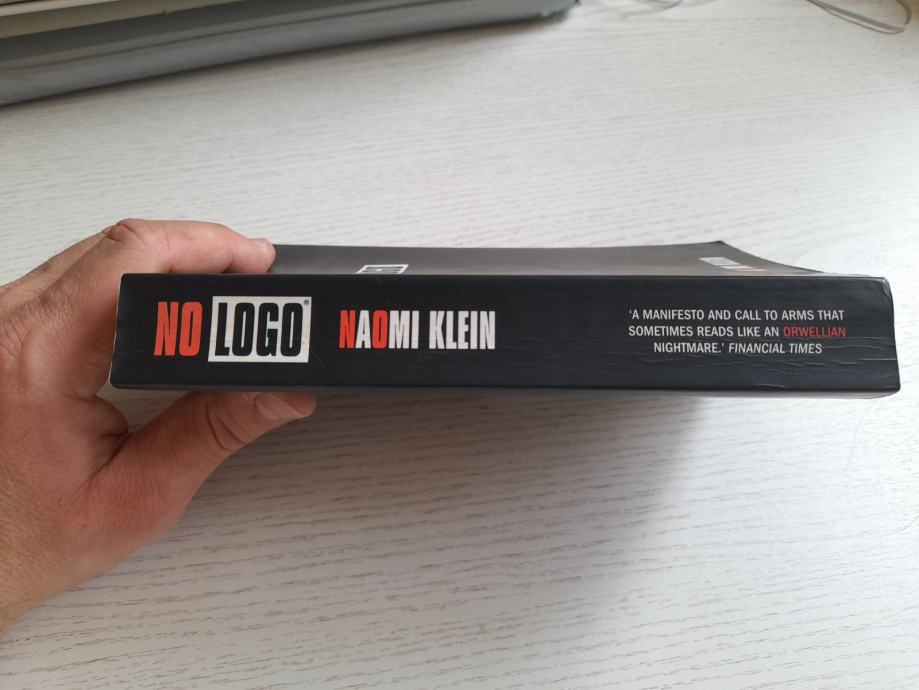 NO LOGO®
NAOMI KLEIN
'A MANIFESTO AND CALL TO ARMS THAT
SOMETIMES READS LIKE AN ORWELLIAN
NIGHTMARE.' FINANCIAL TIMES